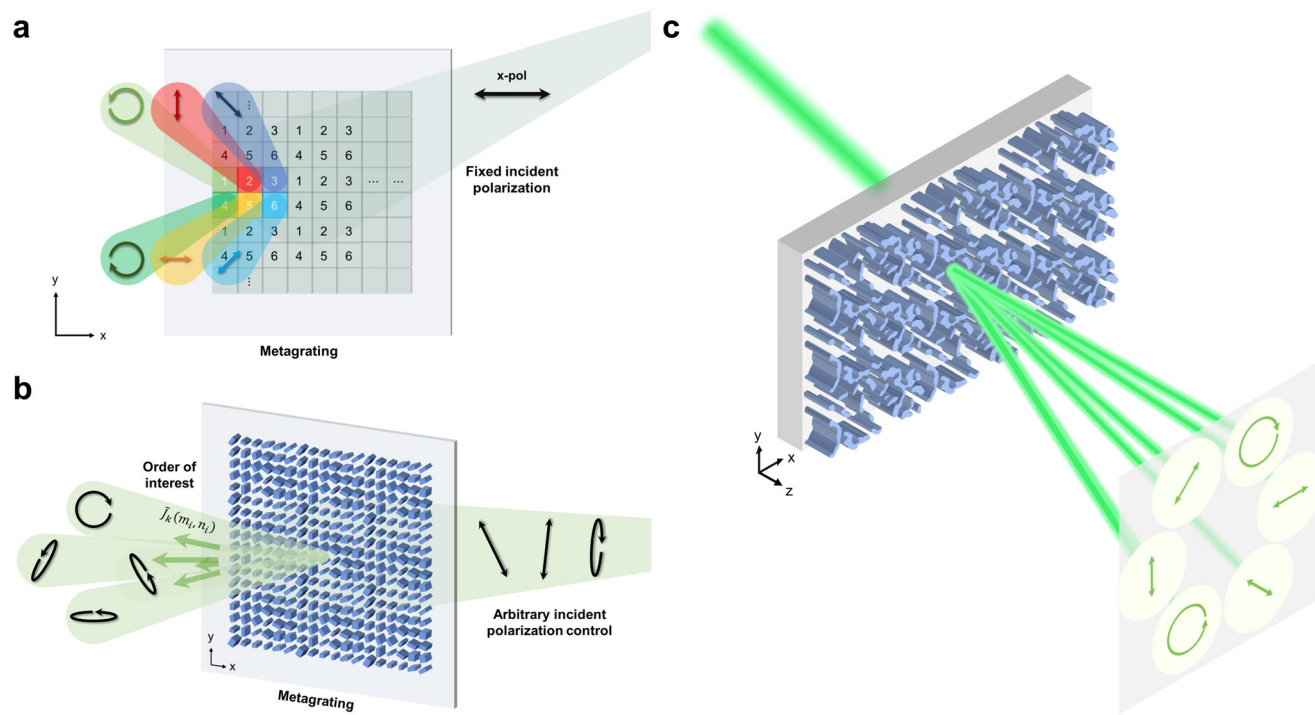 a
x-pol
⋮
1 2 3 1 2 3
4 5 6 4 5 6
1 2 3 1 2 3 ··· ···
4 5 6 4 5 6
1 2 3 1 2 3
4 5 6 4 5 6
⋮
Fixed incident
polarization
y
x
Metagrating
b
Order of
interest
J̃ₖ(mᵢ, nᵢ)
Arbitrary incident
polarization control
y
x
Metagrating
c
y
x
z